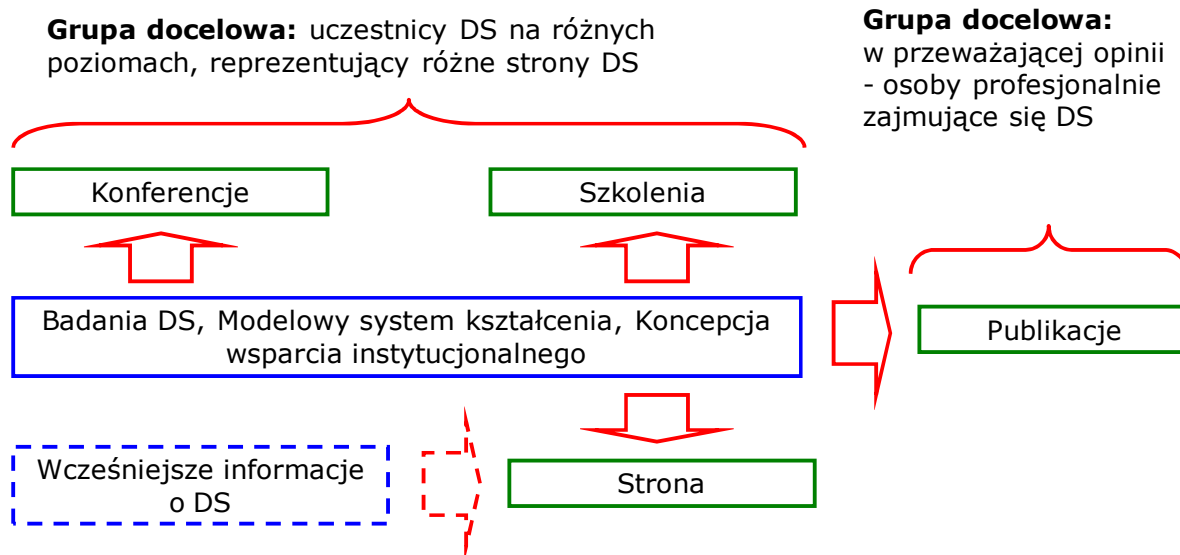 Grupa docelowa: uczestnicy DS na różnych
poziomach, reprezentujący różne strony DS
Grupa docelowa:
w przeważającej opinii
- osoby profesjonalnie
zajmujące się DS
Konferencje
Szkolenia
Badania DS, Modelowy system kształcenia, Koncepcja
wsparcia instytucjonalnego
Publikacje
Wcześniejsze informacje
o DS
Strona